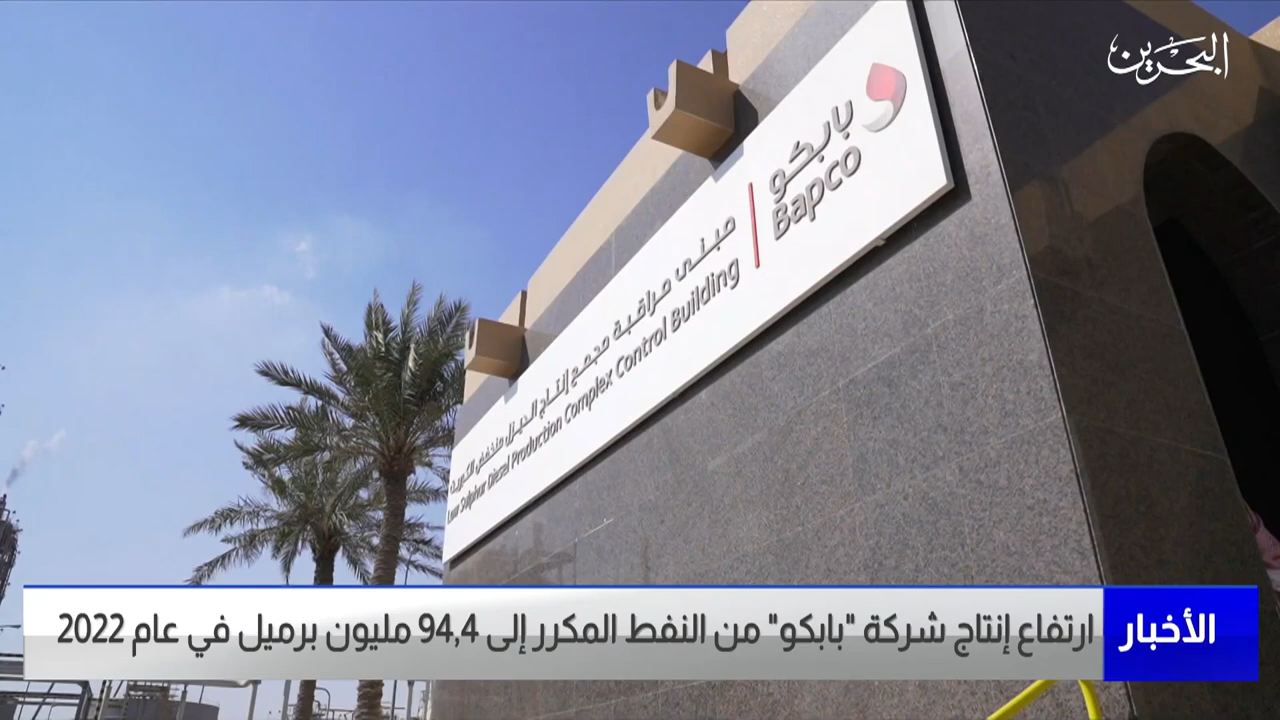 البحرين
بابكو
Bapco
مبنى مراقبة مجمع إنتاج الديزل منخفض الكبريت
Low Sulphur Diesel Production Complex Control Building
الأخبار
ارتفاع إنتاج شركة "بابكو" من النفط المكرر إلى 94,4 مليون برميل في عام 2022